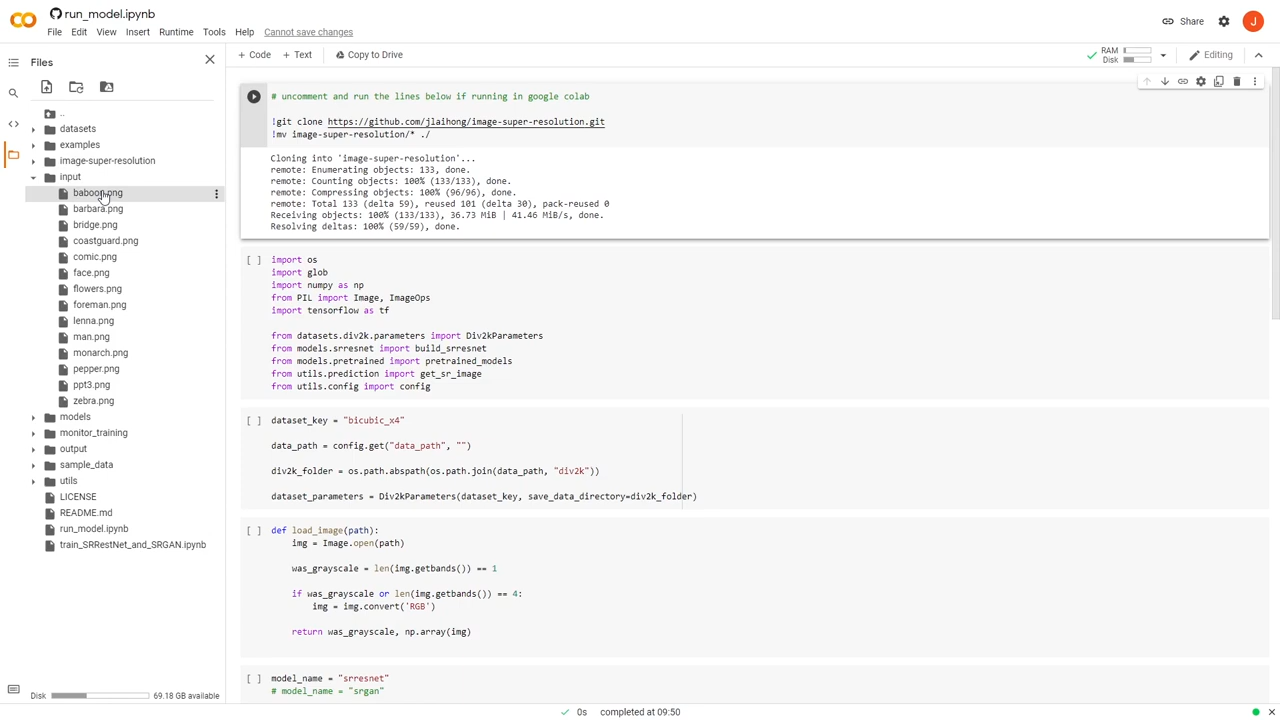 run_model.ipynb
File Edit View Insert Runtime Tools Help Cannot save changes
Share
J
Files
+ Code + Text Copy to Drive
RAM
Disk
Editing
..
datasets
examples
image-super-resolution
input
baboon.png
barbara.png
bridge.png
coastguard.png
comic.png
face.png
flowers.png
foreman.png
lenna.png
man.png
monarch.png
pepper.png
ppt3.png
zebra.png
models
monitor_training
output
sample_data
utils
LICENSE
README.md
run_model.ipynb
train_SRRestNet_and_SRGAN.ipynb
Disk 69.18 GB available
# uncomment and run the lines below if running in google colab
!git clone https://github.com/jlaihong/image-super-resolution.git
!mv image-super-resolution/* ./
Cloning into 'image-super-resolution'...
remote: Enumerating objects: 133, done.
remote: Counting objects: 100% (133/133), done.
remote: Compressing objects: 100% (96/96), done.
remote: Total 133 (delta 59), reused 101 (delta 30), pack-reused 0
Receiving objects: 100% (133/133), 36.73 MiB | 41.46 MiB/s, done.
Resolving deltas: 100% (59/59), done.
[ ] import os
import glob
import numpy as np
from PIL import Image, ImageOps
import tensorflow as tf
from datasets.div2k.parameters import Div2kParameters
from models.srresnet import build_srresnet
from models.pretrained import pretrained_models
from utils.prediction import get_sr_image
from utils.config import config
[ ] dataset_key = "bicubic_x4"
data_path = config.get("data_path", "")
div2k_folder = os.path.abspath(os.path.join(data_path, "div2k"))
dataset_parameters = Div2kParameters(dataset_key, save_data_directory=div2k_folder)
[ ] def load_image(path):
img = Image.open(path)
was_grayscale = len(img.getbands()) == 1
if was_grayscale or len(img.getbands()) == 4:
img = img.convert('RGB')
return was_grayscale, np.array(img)
[ ] model_name = "srresnet"
# model_name = "srgan"
0s completed at 09:50